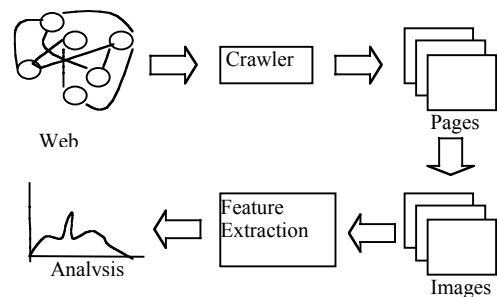 Crawler
Web
Pages
Feature
Extraction
Analysis
Images